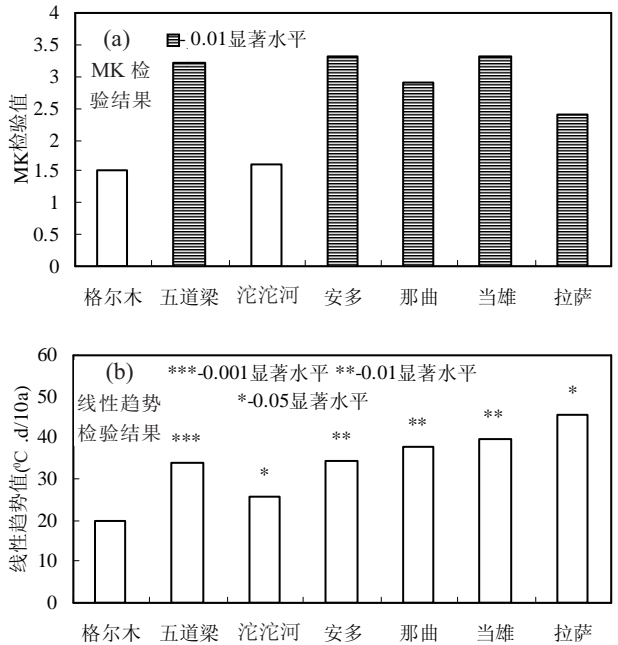 4
(a)
- 0.01显著水平
3.5
MK 检
验结果
3
2.5
2
1.5
1
0.5
0
MK检验值
格尔木 五道梁 沱沱河 安多 那曲 当雄 拉萨
60
(b)
***-0.001显著水平 **-0.01显著水平
*-0.05显著水平
线性趋势
检验结果
50
40
30
20
10
0
*** * ** ** ** *
线性趋势值(⁰C .d/10a)
格尔木 五道梁 沱沱河 安多 那曲 当雄 拉萨